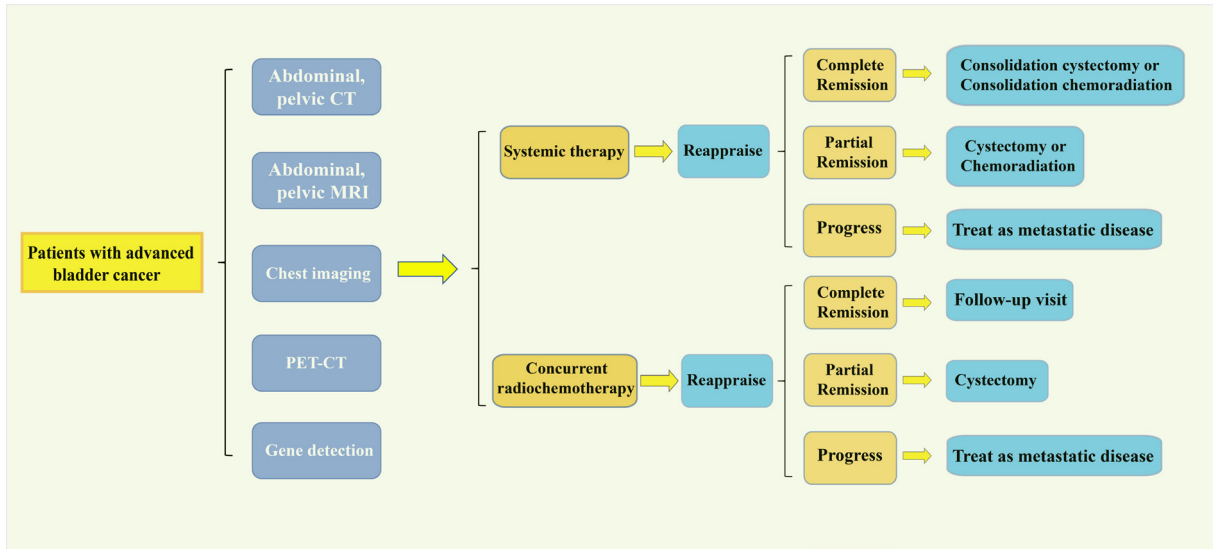 Patients with advanced
bladder cancer
Abdominal,
pelvic CT
Abdominal,
pelvic MRI
Chest imaging
PET-CT
Gene detection
Systemic therapy
Reappraise
Complete
Remission
Consolidation cystectomy or
Consolidation chemoradiation
Partial
Remission
Cystectomy or
Chemoradiation
Progress
Treat as metastatic disease
Concurrent
radiochemotherapy
Reappraise
Complete
Remission
Follow-up visit
Partial
Remission
Cystectomy
Progress
Treat as metastatic disease